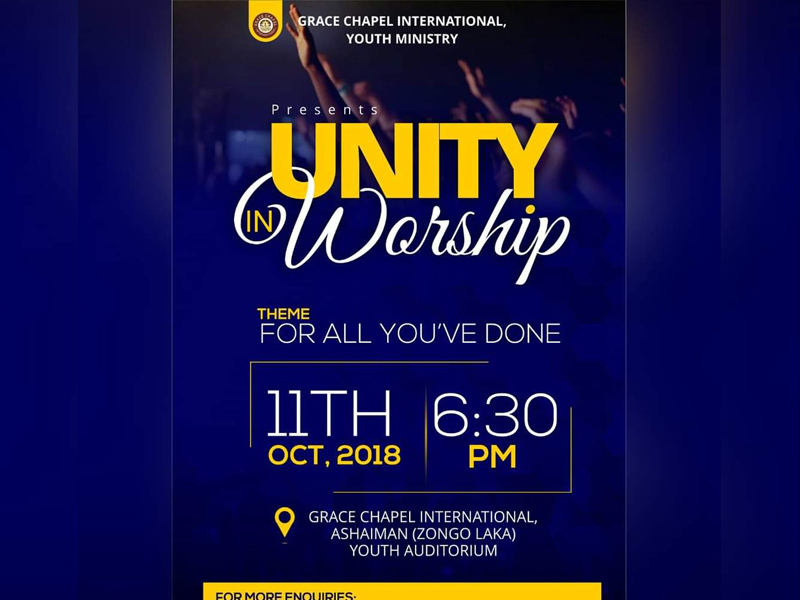 GRACE CHAPEL INTERNATIONAL,
YOUTH MINISTRY
Presents
UNITY
IN Worship
THEME
FOR ALL YOU'VE DONE
11TH
OCT, 2018
6:30
PM
GRACE CHAPEL INTERNATIONAL,
ASHAIMAN (ZONGO LAKA)
YOUTH AUDITORIUM
FOR MORE ENQUIRIES: